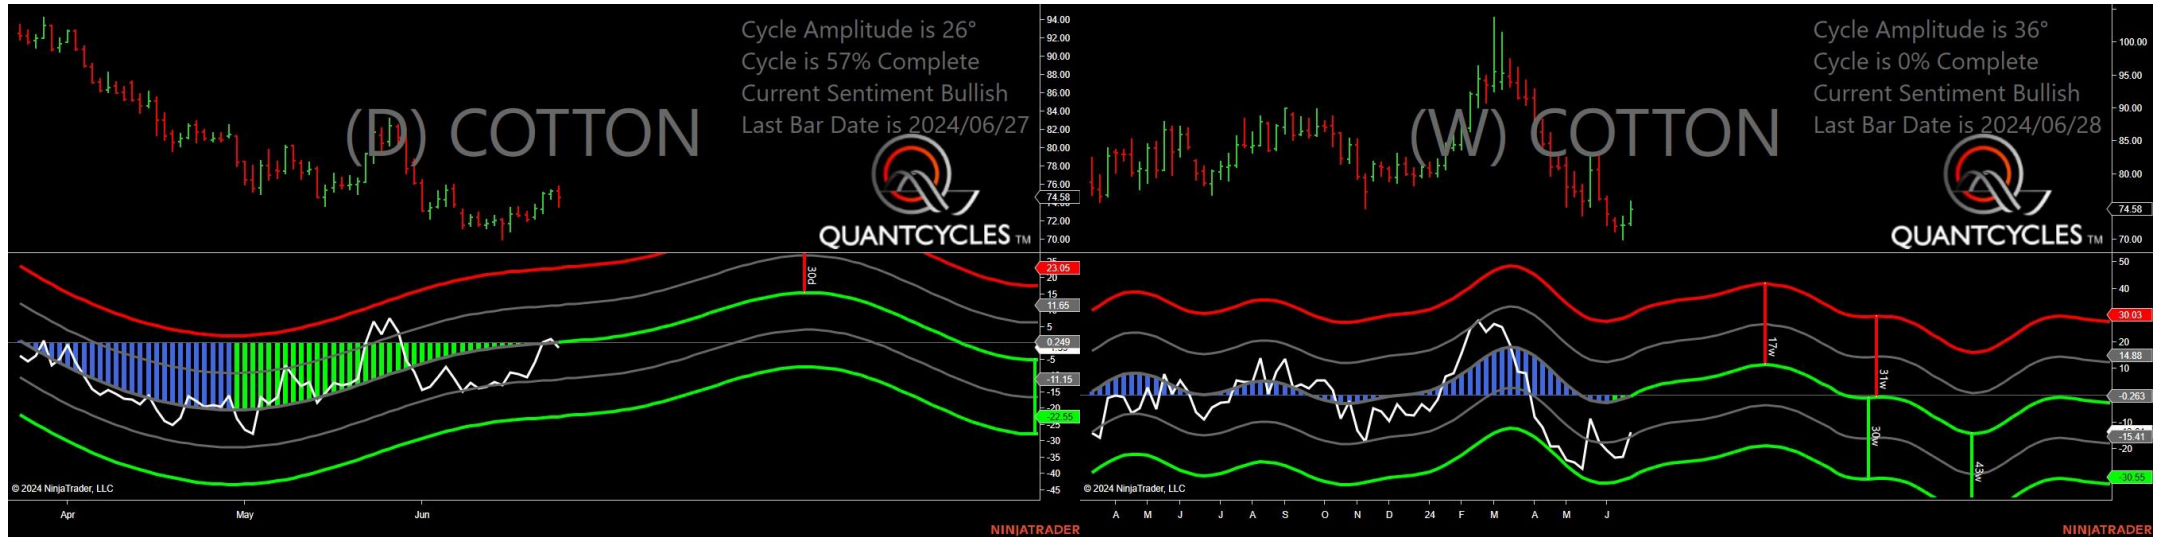 Cycle Amplitude is 26°
Cycle is 57% Complete
Current Sentiment Bullish
Last Bar Date is 2024/06/27
(D) COTTON
QUANTCYCLES TM
94.00
92.00
90.00
88.00
86.00
84.00
82.00
80.00
78.00
76.00
74.58
72.00
70.00
23.05
20
15
11.65
5
0.249
-5
-11.15
-15
-20
-22.55
-25
-30
-35
-40
-45
30d
© 2024 NinjaTrader, LLC
Apr May Jun
NINJATRADER
Cycle Amplitude is 36°
Cycle is 0% Complete
Current Sentiment Bullish
Last Bar Date is 2024/06/28
(W) COTTON
QUANTCYCLES TM
100.00
95.00
90.00
85.00
80.00
74.58
70.00
50
40
30.03
20
14.88
10
-0.263
-10
-15.41
-20
-30.55
17w
31w
30w
43w
© 2024 NinjaTrader, LLC
A M J J A S O N D 24 F M A M J
NINJATRADER